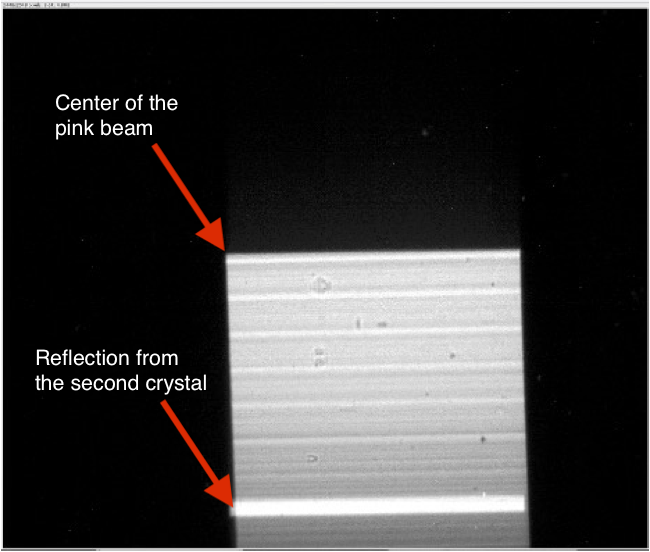 Center of the
pink beam
Reflection from
the second crystal